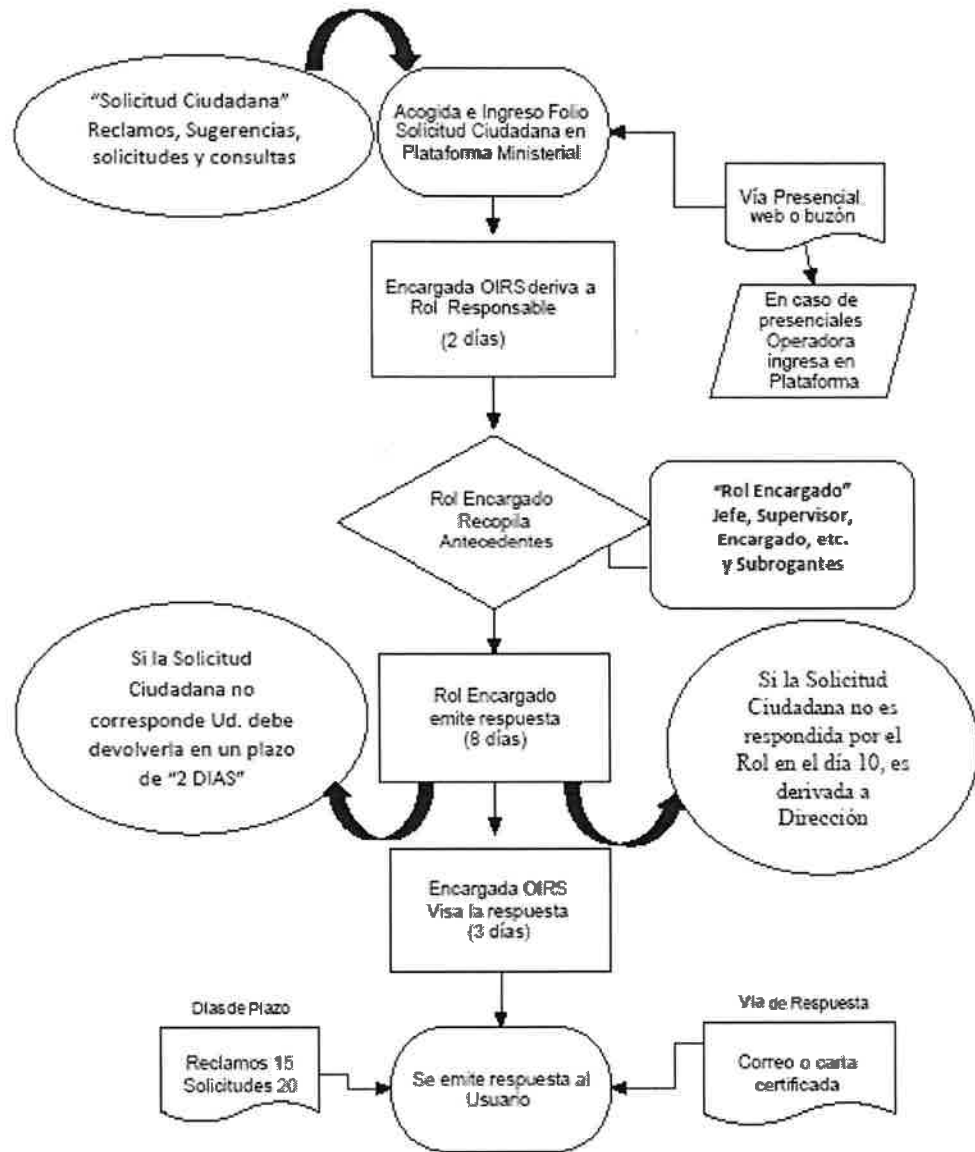 “Solicitud Ciudadana”
Reclamos, Sugerencias,
solicitudes y consultas
Acogida e Ingreso Folio
Solicitud Ciudadana en
Plataforma Ministerial
Vía Presencial,
web o buzón
Encargada OIRS deriva a
Rol Responsable
(2 días)
En caso de
presenciales
Operadora
ingresa en
Plataforma
Rol Encargado
Recopila
Antecedentes
“Rol Encargado”
Jefe, Supervisor,
Encargado, etc.
y Subrogantes
Si la Solicitud
Ciudadana no
corresponde Ud. debe
devolverla en un plazo
de “2 DIAS”
Rol Encargado
emite respuesta
(8 días)
Si la Solicitud
Ciudadana no es
respondida por el
Rol en el día 10, es
derivada a
Dirección
Encargada OIRS
Visa la respuesta
(3 días)
Días de Plazo
Reclamos 15
Solicitudes 20
Se emite respuesta al
Usuario
Vía de Respuesta
Correo o carta
certificada